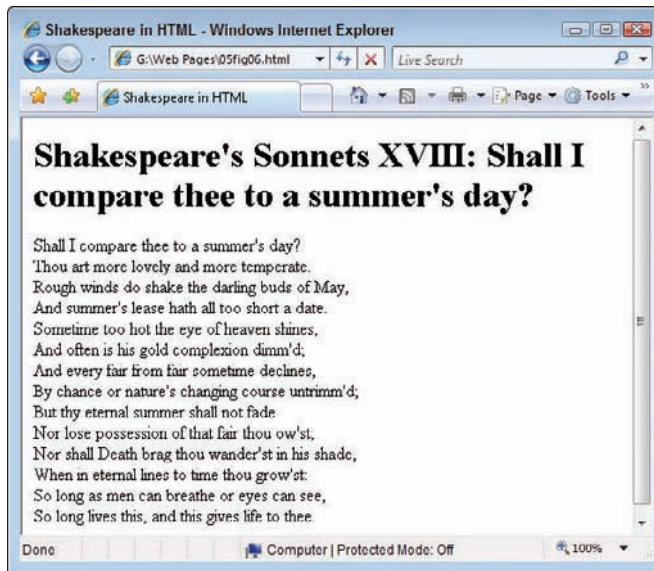 Shakespeare in HTML - Windows Internet Explorer
G:\Web Pages\05fig06.html
Live Search
Shakespeare in HTML
Page
Tools
Shakespeare's Sonnets XVIII: Shall I
compare thee to a summer's day?
Shall I compare thee to a summer's day?
Thou art more lovely and more temperate.
Rough winds do shake the darling buds of May,
And summer's lease hath all too short a date.
Sometime too hot the eye of heaven shines,
And often is his gold complexion dimm'd;
And every fair from fair sometime declines,
By chance or nature's changing course untrimm'd;
But thy eternal summer shall not fade
Nor lose possession of that fair thou ow'st,
Nor shall Death brag thou wander'st in his shade,
When in eternal lines to time thou grow'st:
So long as men can breathe or eyes can see,
So long lives this, and this gives life to thee
Done
Computer | Protected Mode: Off
100%